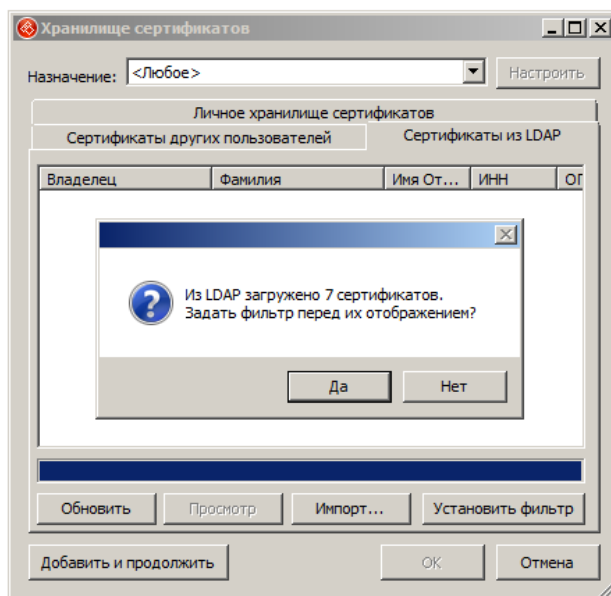 Хранилище сертификатов
Назначение: <Любое> Настроить
Личное хранилище сертификатов
Сертификаты других пользователей Сертификаты из LDAP
Владелец Фамилия Имя От... ИНН ОГ
Из LDAP загружено 7 сертификатов.
Задать фильтр перед их отображением?
Да Нет
Обновить Просмотр Импорт... Установить фильтр
Добавить и продолжить OK Отмена